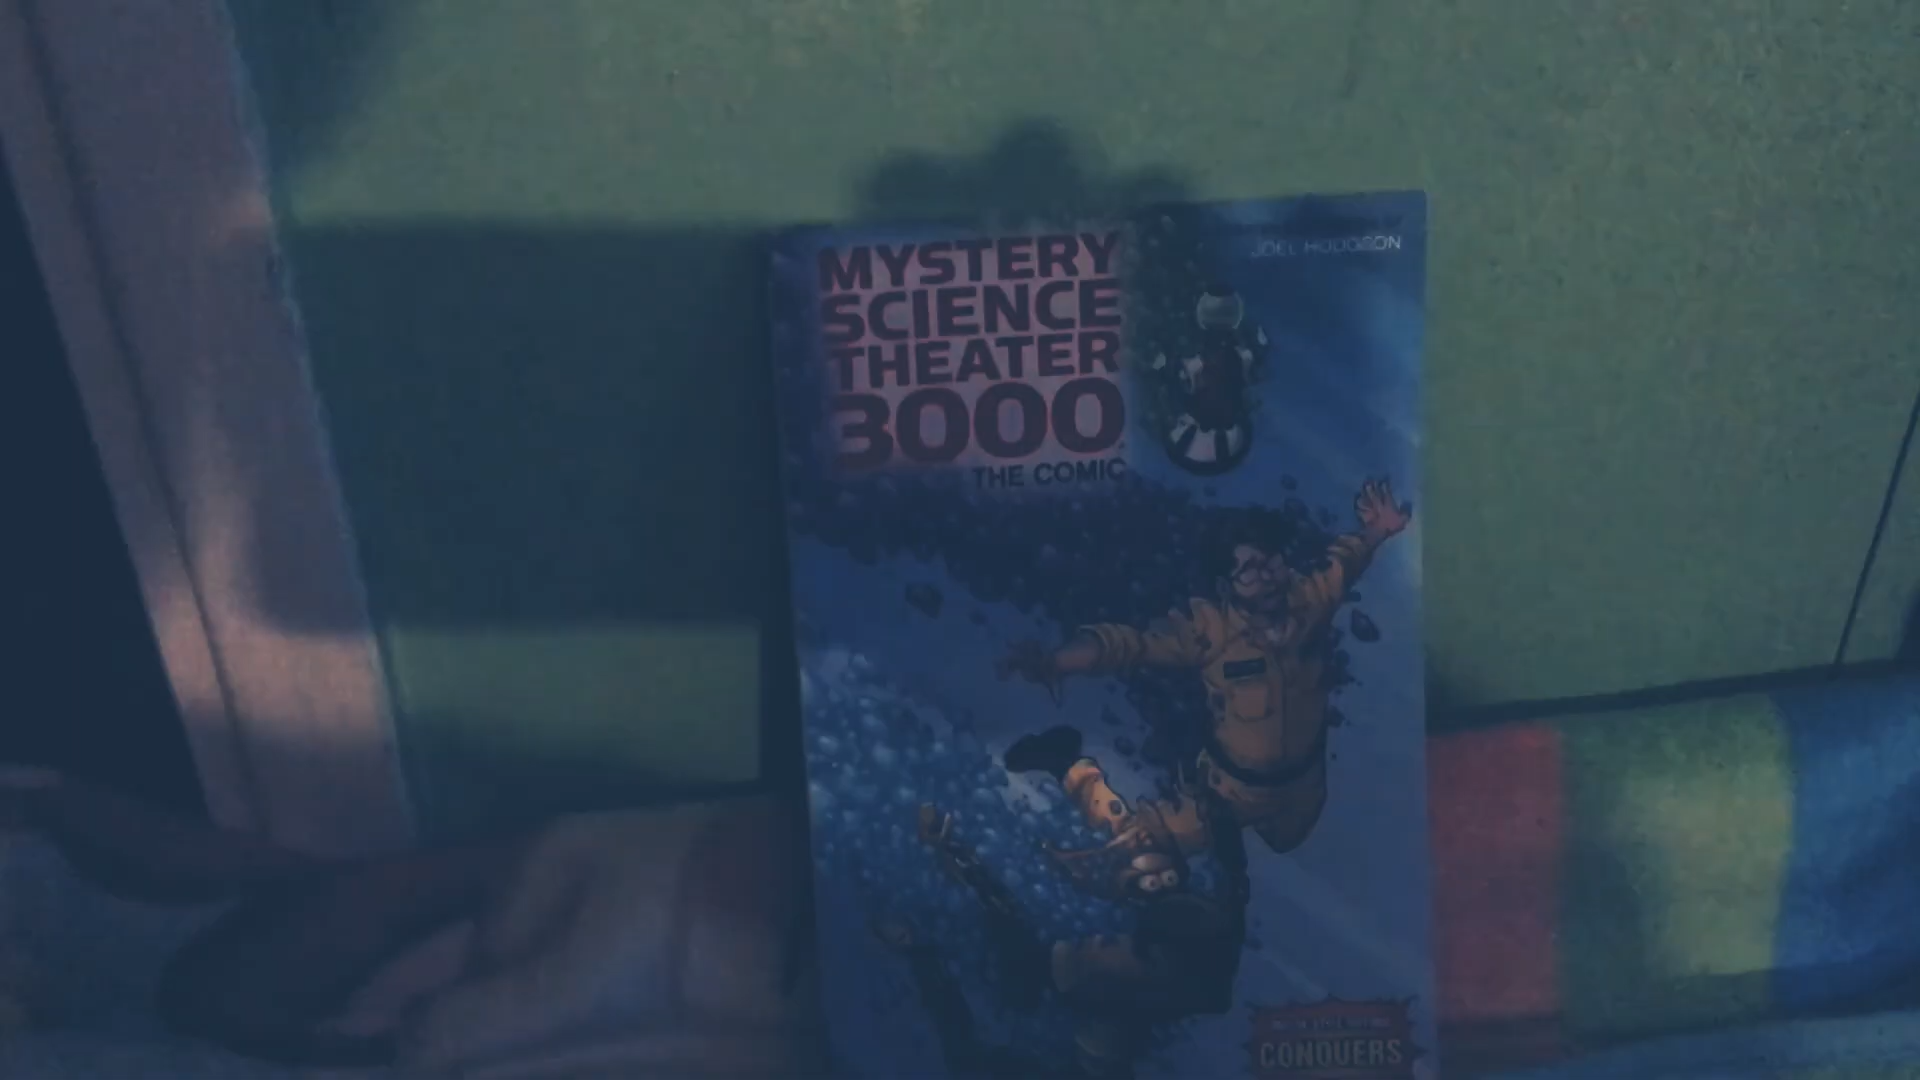 MYSTERY
SCIENCE
THEATER
3000
THE COMIC
JOEL HODGSON
CONQUERS